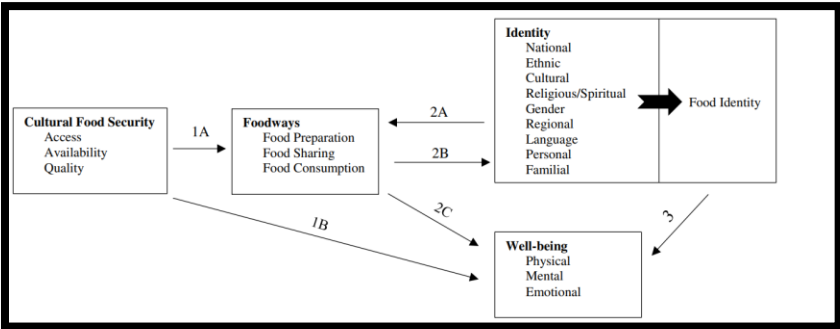 Cultural Food Security
Access
Availability
Quality
1A
Foodways
Food Preparation
Food Sharing
Food Consumption
2A
2B
Identity
National
Ethnic
Cultural
Religious/Spiritual
Gender
Regional
Language
Personal
Familial
Food Identity
1B
2C
3
Well-being
Physical
Mental
Emotional